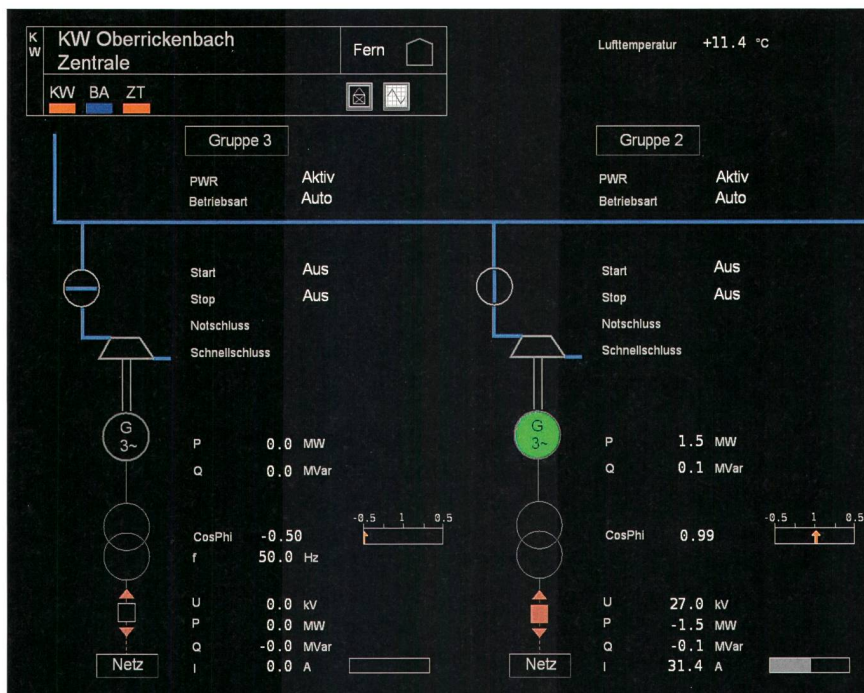 KW
KW Oberrickenbach
Zentrale
Fern
Lufttemperatur +11.4 °C
KW BA ZT
Gruppe 3
PWR Aktiv
Betriebsart Auto
Start Aus
Stop Aus
Notschluss
Schnellschluss
G
3~
P 0.0 MW
Q 0.0 MVar
-0.5 1 0.5
CosPhi -0.50
f 50.0 Hz
U 0.0 kV
P 0.0 MW
Q -0.0 MVar
I 0.0 A
Netz
Gruppe 2
PWR Aktiv
Betriebsart Auto
Start Aus
Stop Aus
Notschluss
Schnellschluss
G
3~
P 1.5 MW
Q 0.1 MVar
-0.5 1 0.5
CosPhi 0.99
U 27.0 kV
P -1.5 MW
Q -0.1 MVar
I 31.4 A
Netz